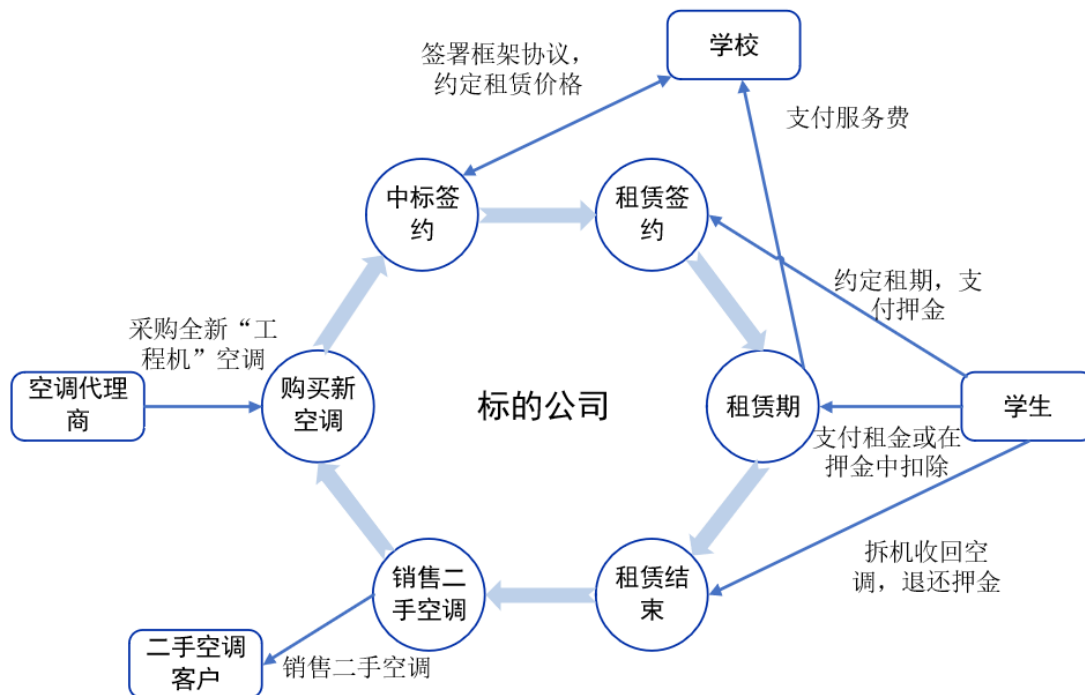 学校
签署框架协议，
约定租赁价格
支付服务费
中标签
约
租赁签
约
约定租期，支
付押金
采购全新“工
程机”空调
空调代理
商
购买新
空调
标的公司
租赁期
学生
支付租金或在
押金中扣除
拆机收回空
调，退还押金
销售二
手空调
租赁结
束
二手空调
客户
销售二手空调